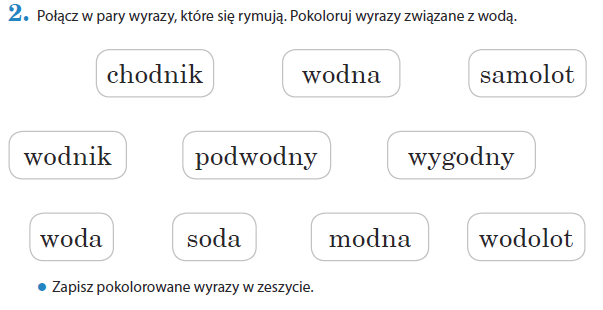 2. Połącz w pary wyrazy, które się rymują. Pokoloruj wyrazy związane z wodą.
chodnik wodna samolot
wodnik podwodny wygodny
woda soda modna wodolot
• Zapisz pokolorowane wyrazy w zeszycie.